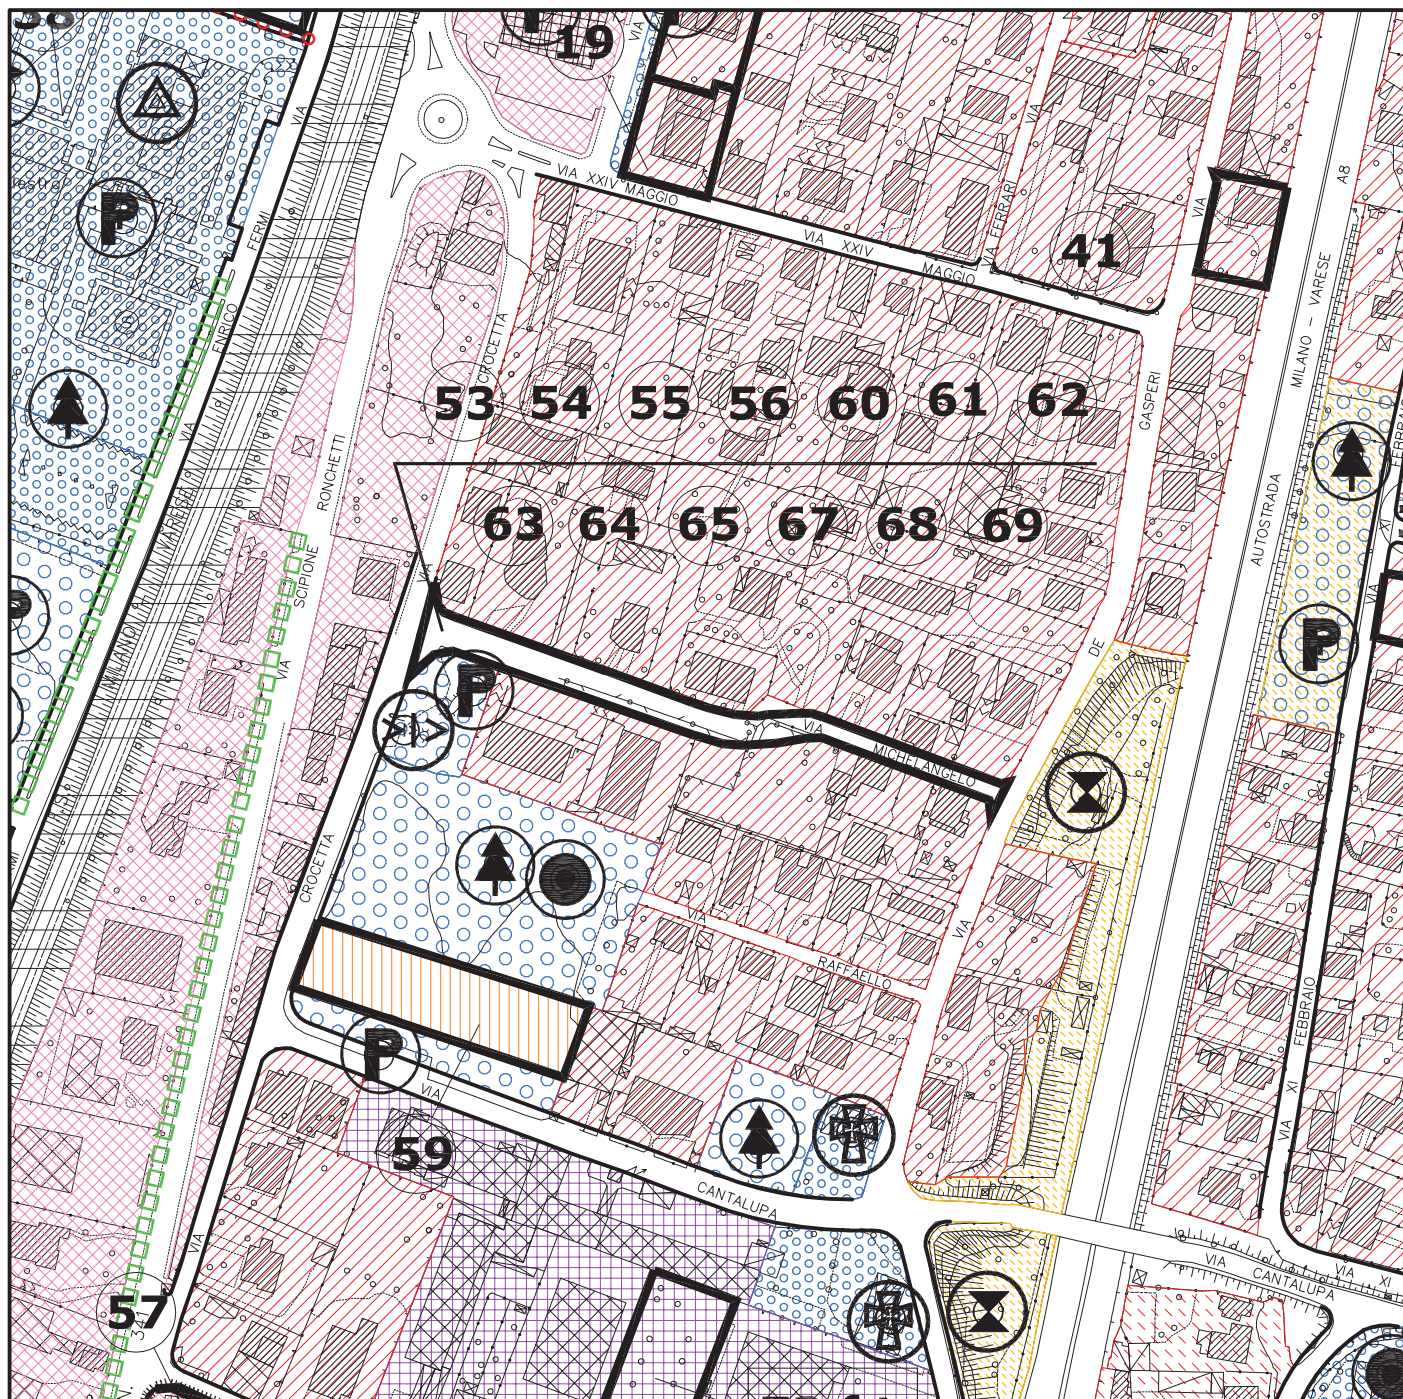 19
VIA
VIA
VIA
A8
P
VIA XXIV MAGGIO
VIA FERRARI
VIA
FERMI
VIA XXIV
MAGGIO
41
MILANO – VARESE
ENRICO
CROCETTA
GASPERI
53 54 55 56 60 61 62
VIA
RONCHETTI
63 64 65 67 68 69
AUTOSTRADA
XI
SCIPIONE
VIA
VIA
DE
P
VIA
P
VIA
MICHELANGELO
CROCETTA
VIA
RAFFAELLO
VIA
FEBBRAIO
P
VIA
XI
VIA
59
CANTALUPA
VIA
VIA
CANTALUPA
VIA XI
57